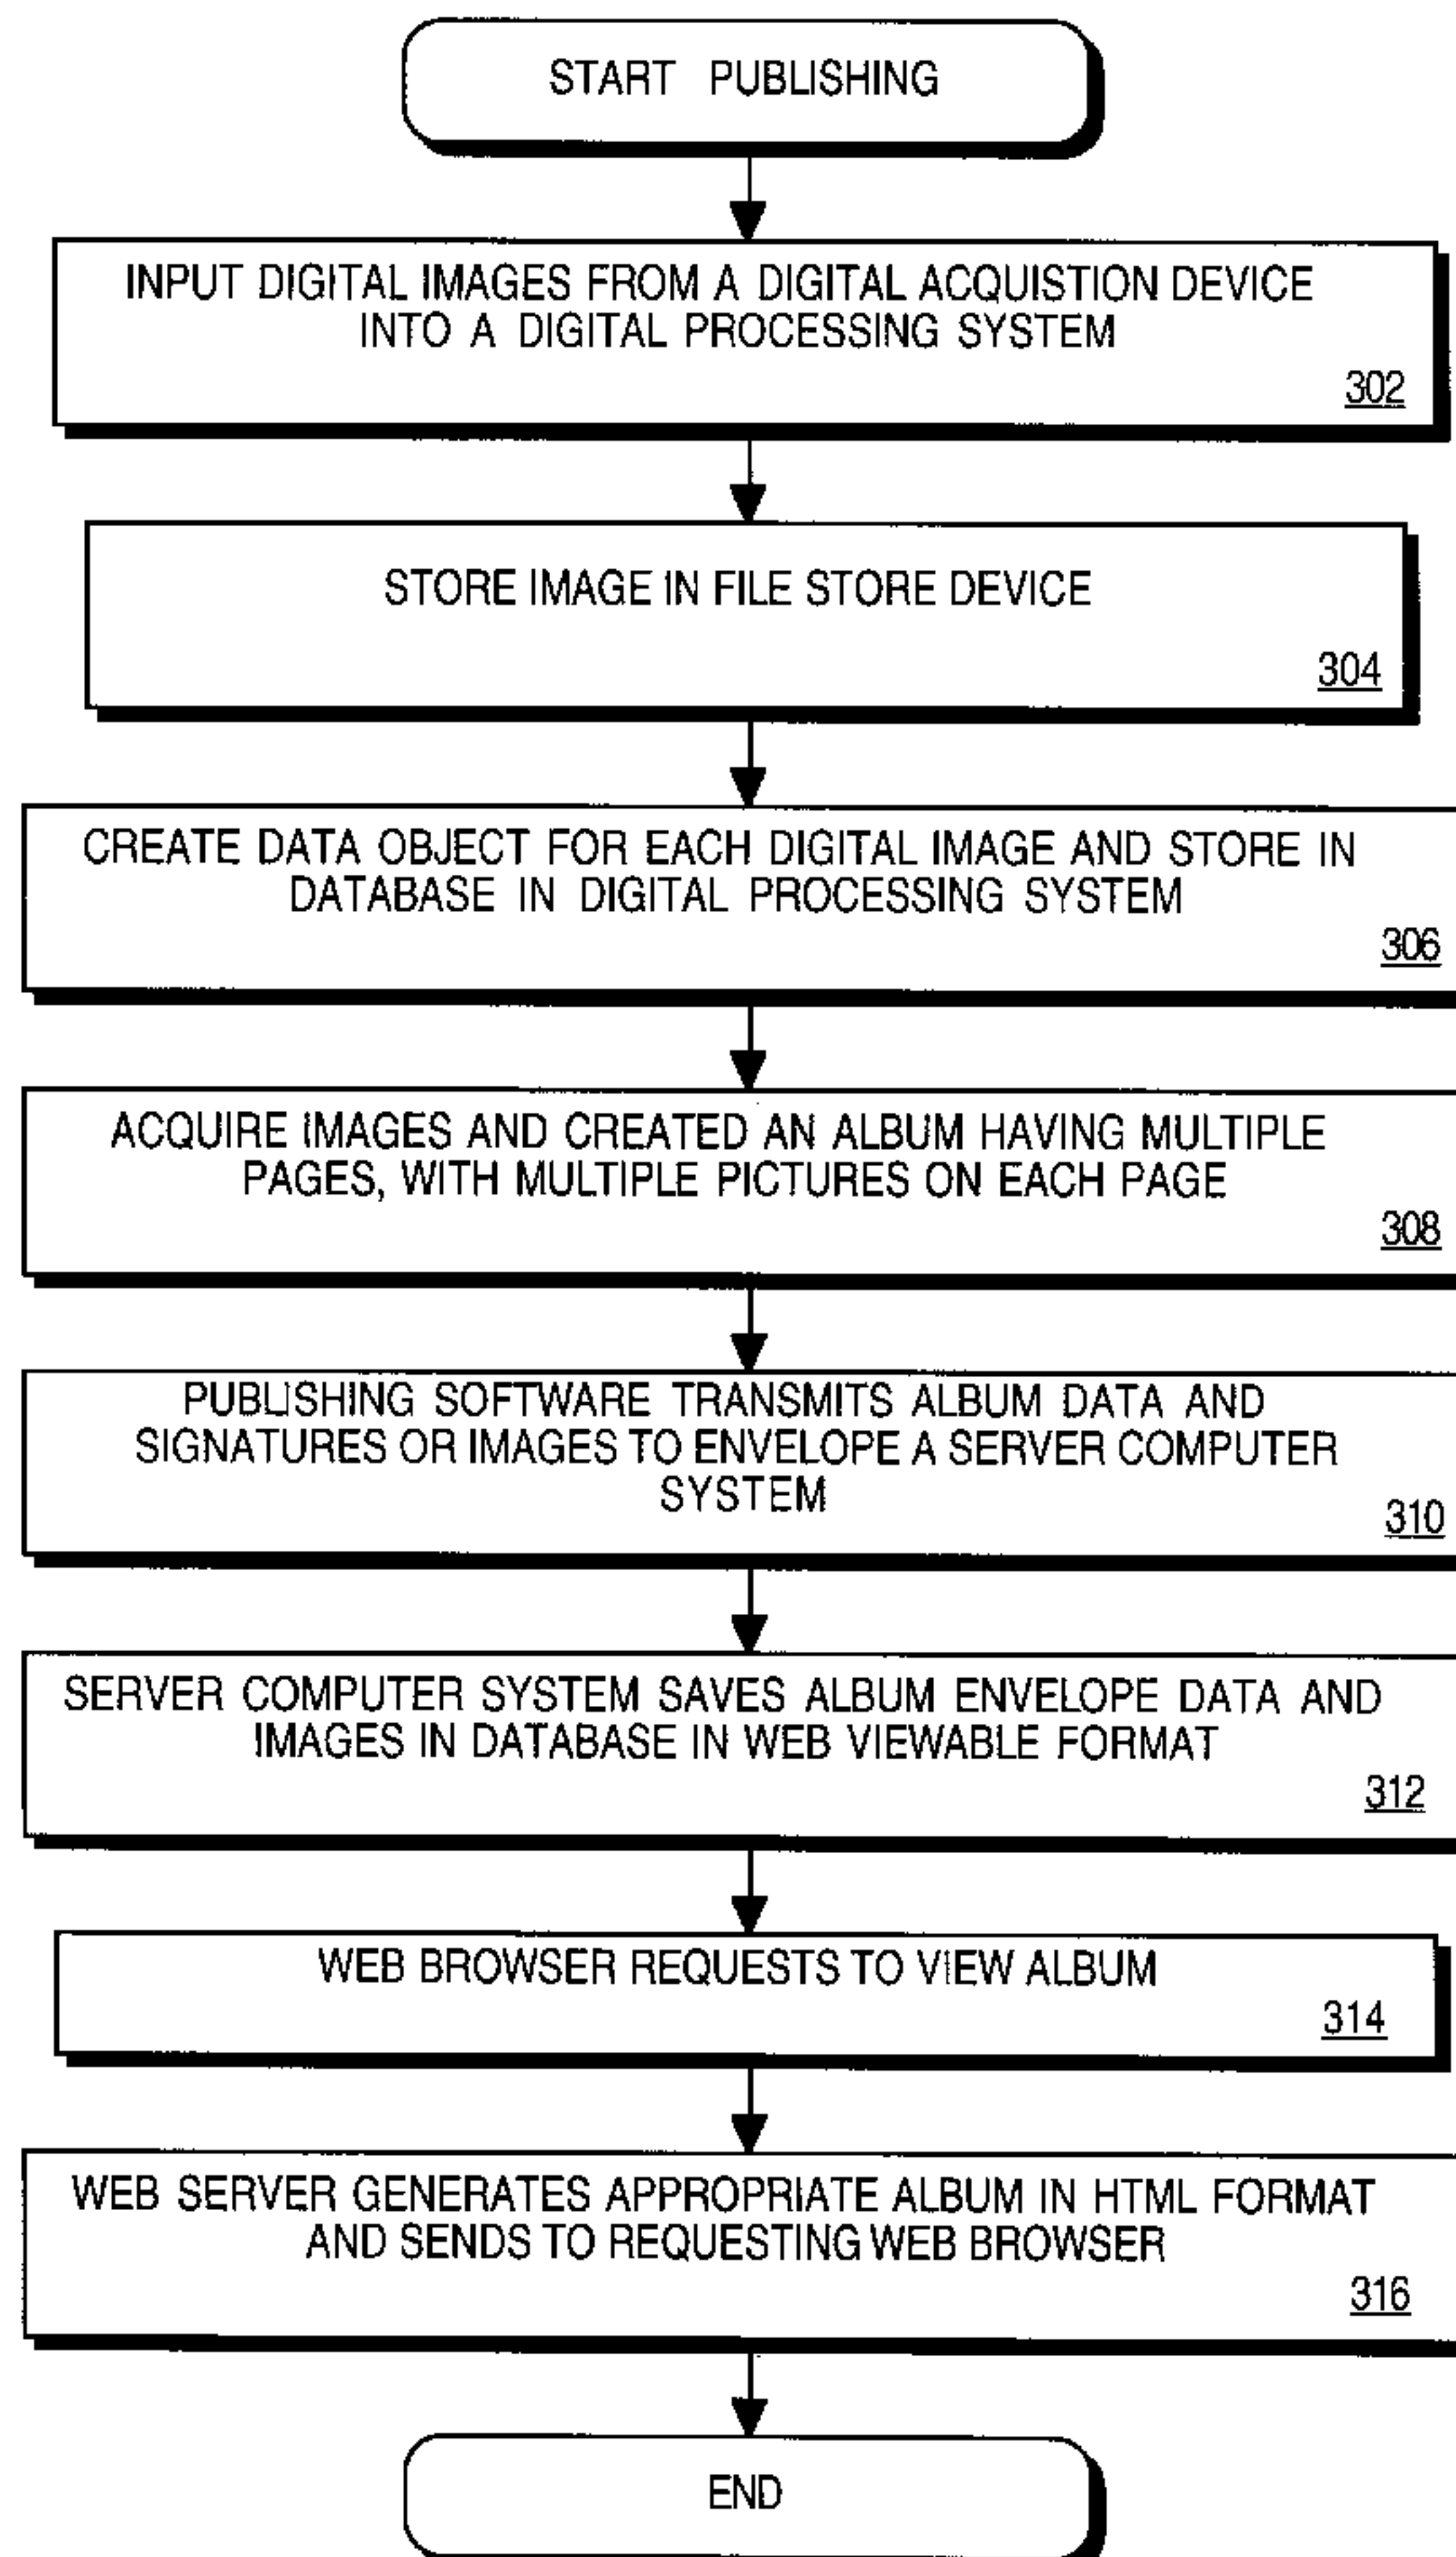 START PUBLISHING
INPUT DIGITAL IMAGES FROM A DIGITAL ACQUISTION DEVICE
INTO A DIGITAL PROCESSING SYSTEM
302
STORE IMAGE IN FILE STORE DEVICE
304
CREATE DATA OBJECT FOR EACH DIGITAL IMAGE AND STORE IN
DATABASE IN DIGITAL PROCESSING SYSTEM
306
ACQUIRE IMAGES AND CREATED AN ALBUM HAVING MULTIPLE
PAGES, WITH MULTIPLE PICTURES ON EACH PAGE
308
PUBLISHING SOFTWARE TRANSMITS ALBUM DATA AND
SIGNATURES OR IMAGES TO ENVELOPE A SERVER COMPUTER
SYSTEM
310
SERVER COMPUTER SYSTEM SAVES ALBUM ENVELOPE DATA AND
IMAGES IN DATABASE IN WEB VIEWABLE FORMAT
312
WEB BROWSER REQUESTS TO VIEW ALBUM
314
WEB SERVER GENERATES APPROPRIATE ALBUM IN HTML FORMAT
AND SENDS TO REQUESTING WEB BROWSER
316
END